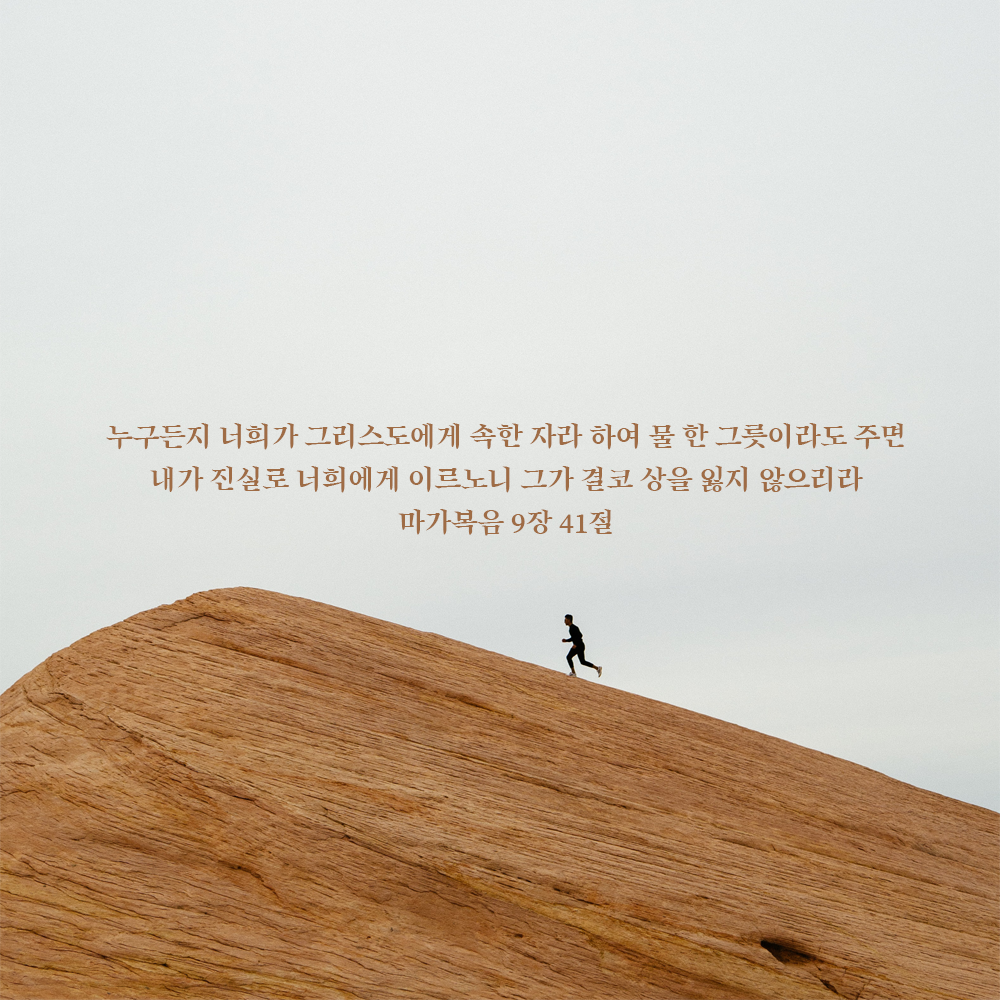 누구든지 너희가 그리스도에게 속한 자라 하여 물 한 그릇이라도 주면
내가 진실로 너희에게 이르노니 그가 결코 상을 잃지 않으리라
마가복음 9장 41절